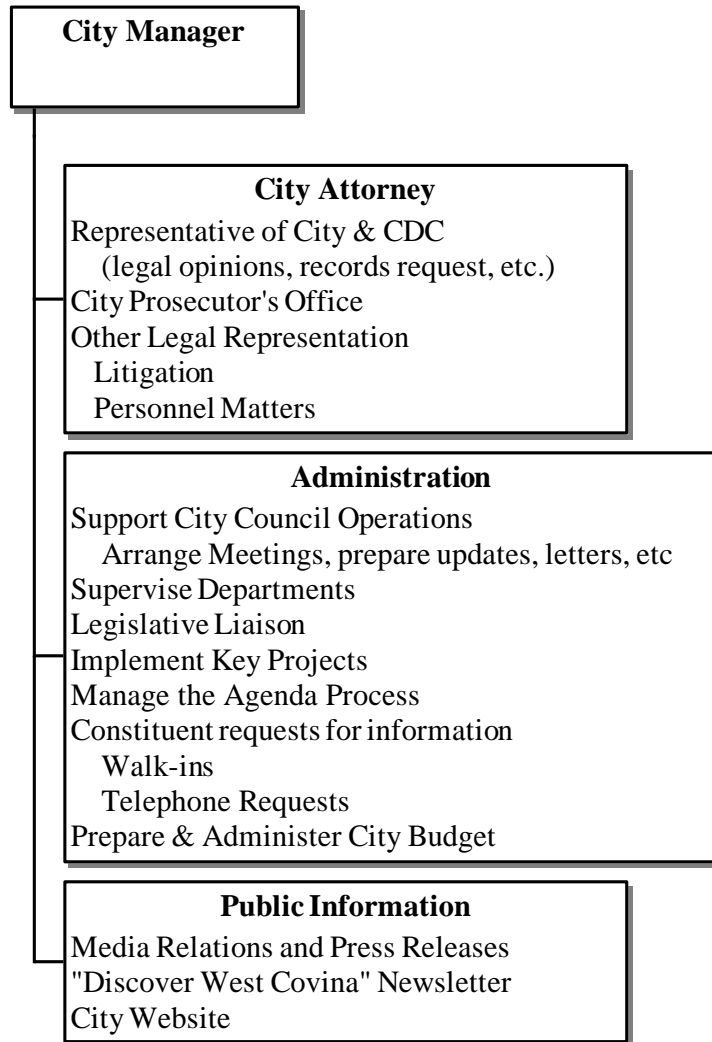 City Manager
City Attorney
Representative of City & CDC
(legal opinions, records request, etc.)
City Prosecutor's Office
Other Legal Representation
Litigation
Personnel Matters
Administration
Support City Council Operations
Arrange Meetings, prepare updates, letters, etc
Supervise Departments
Legislative Liaison
Implement Key Projects
Manage the Agenda Process
Constituent requests for information
Walk-ins
Telephone Requests
Prepare & Administer City Budget
Public Information
Media Relations and Press Releases
"Discover West Covina" Newsletter
City Website